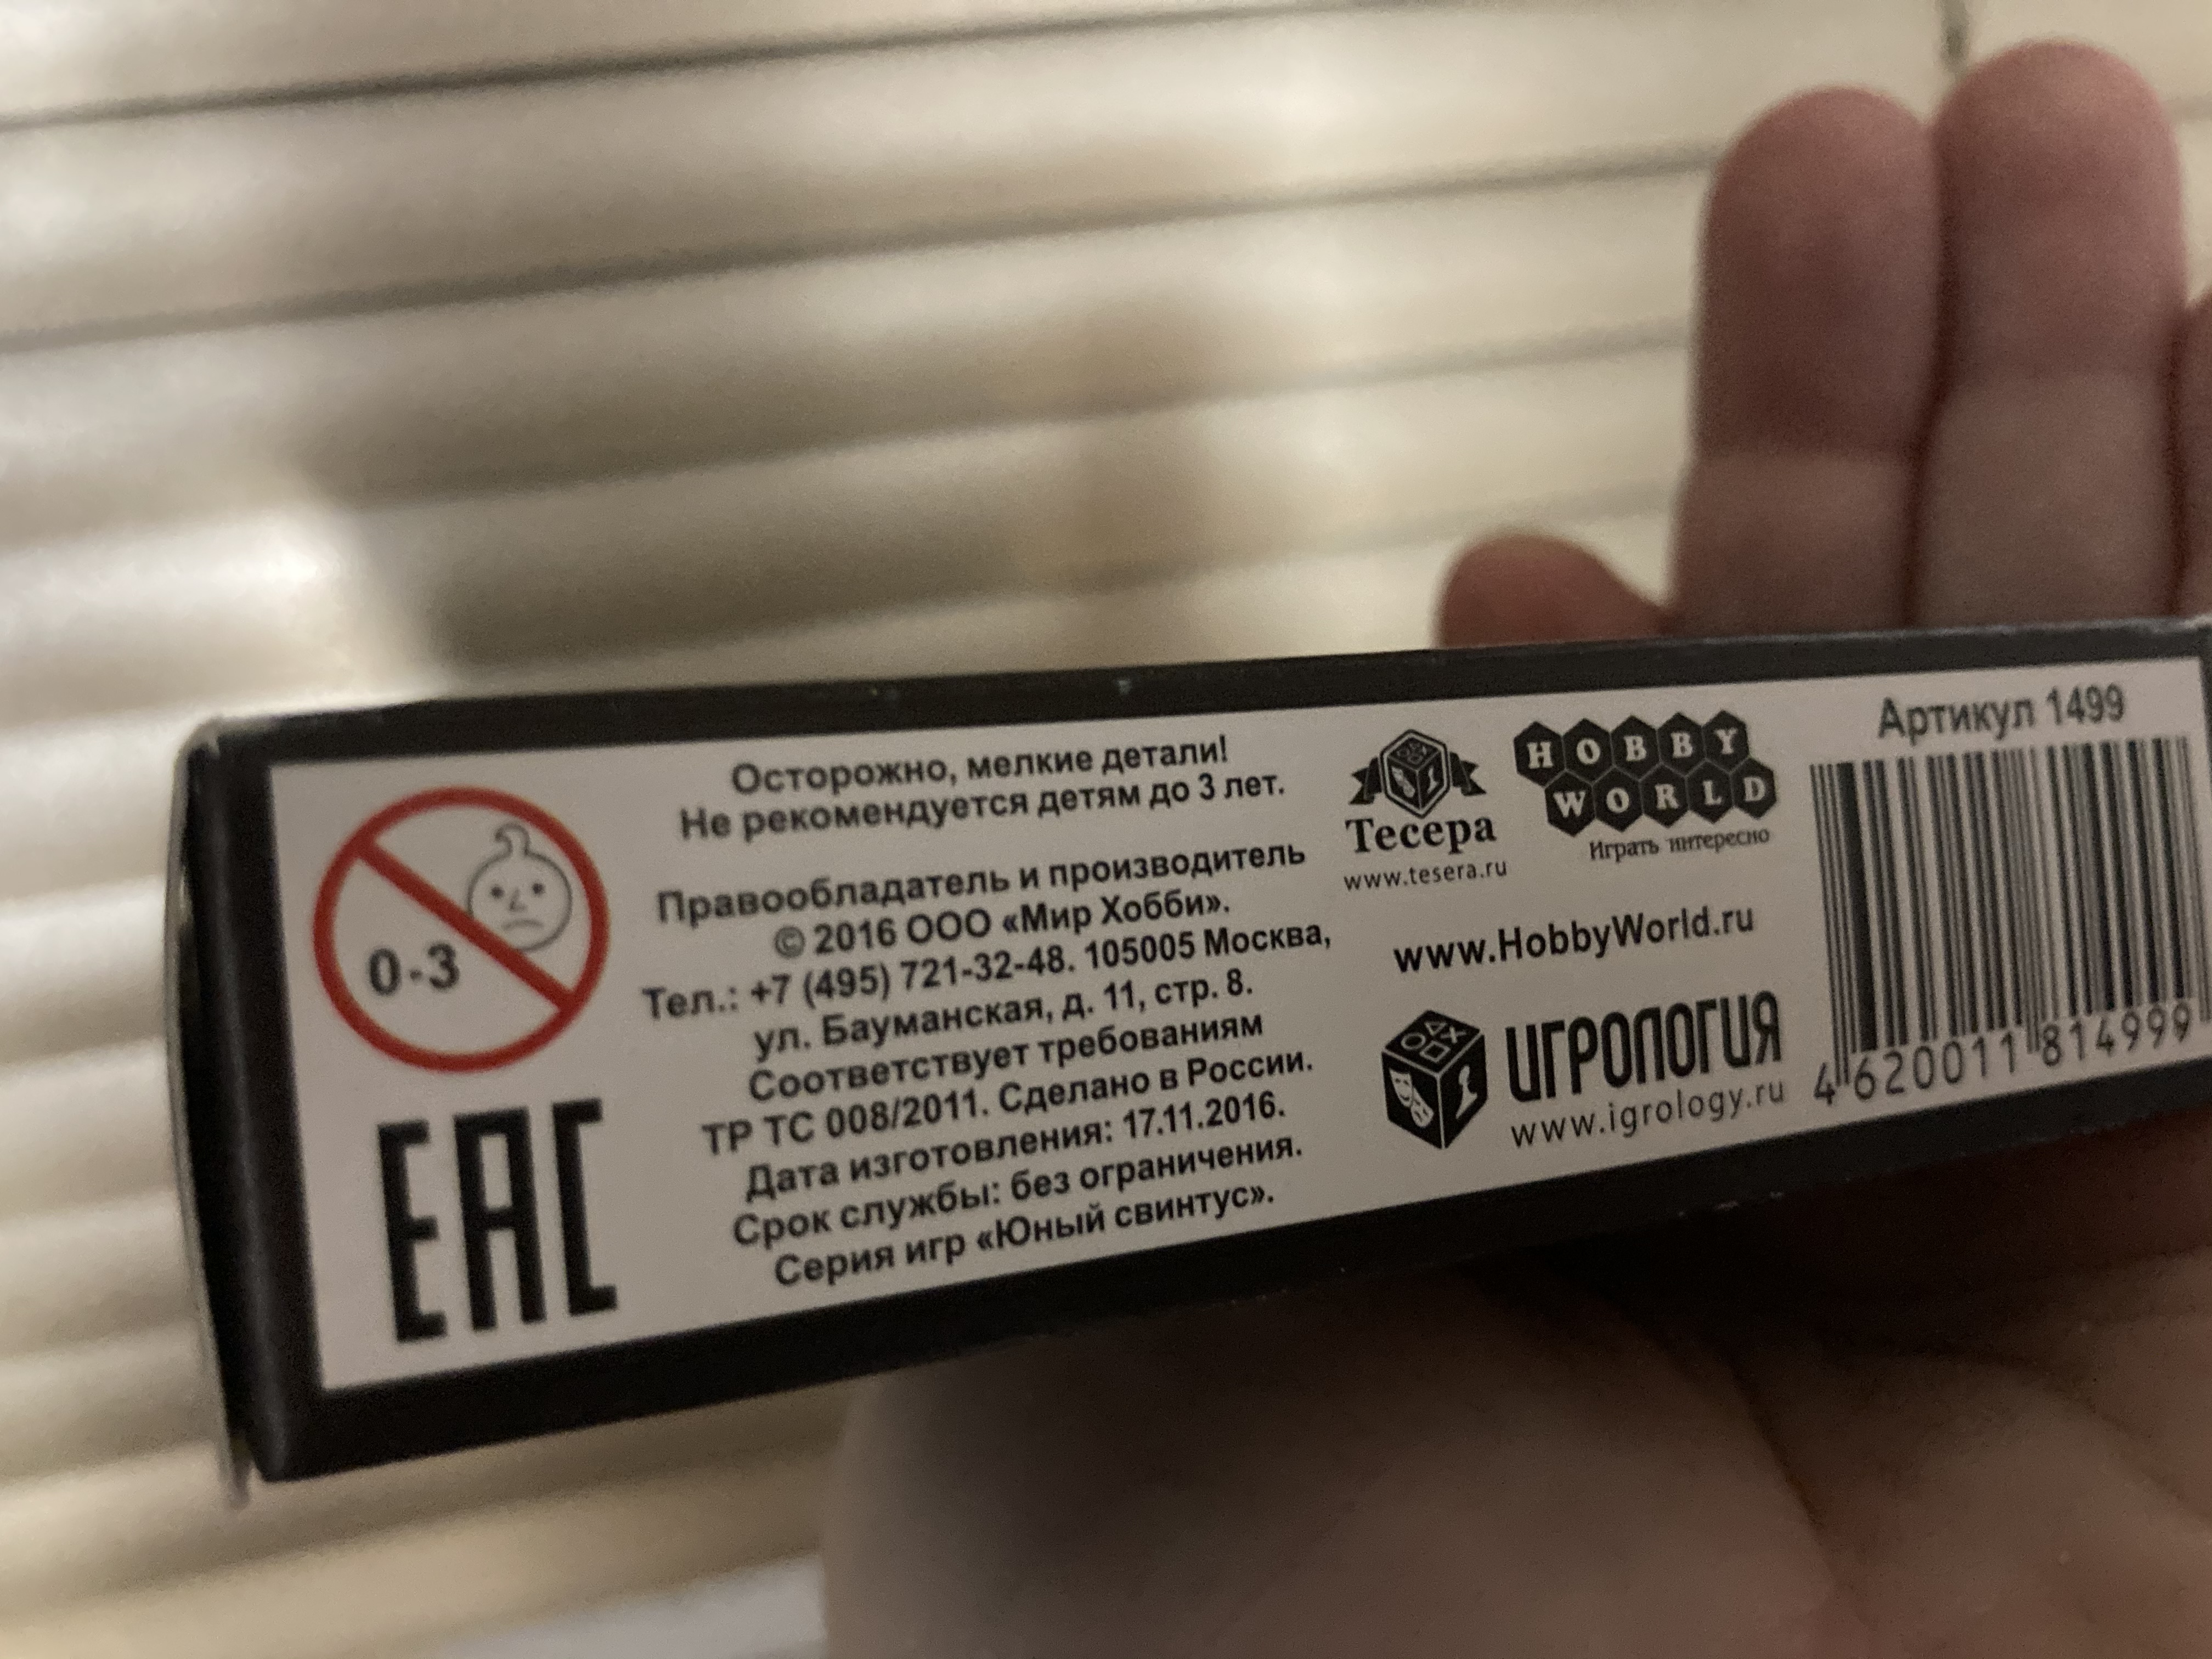 0-3
EAC
Осторожно, мелкие детали!
Не рекомендуется детям до 3 лет.
Правообладатель и производитель
© 2016 ООО «Мир Хобби».
Тел.: +7 (495) 721-32-48. 105005 Москва,
ул. Бауманская, д. 11, стр. 8.
Соответствует требованиям
ТР ТС 008/2011. Сделано в России.
Дата изготовления: 17.11.2016.
Срок службы: без ограничения.
Серия игр «Юный свинтус».
Тесера
www.tesera.ru
HOBBY
WORLD
Играть интересно
www.HobbyWorld.ru
ИГРОЛОГИЯ
www.igrology.ru
Артикул 1499
4 620011 814999